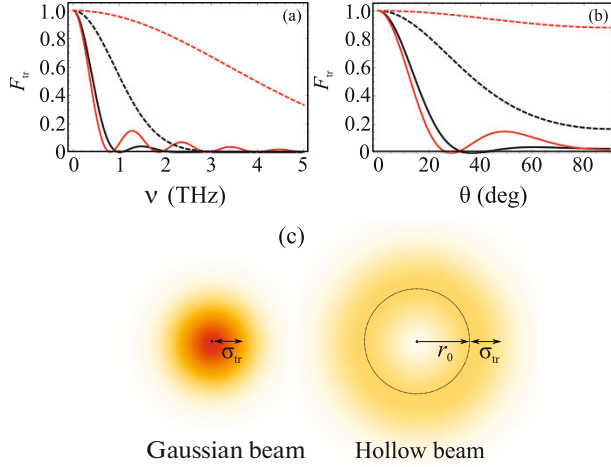 (a)
F_tr
1.0
0.8
0.6
0.4
0.2
0
0 1 2 3 4 5
ν (THz)
(b)
F_tr
1.0
0.8
0.6
0.4
0.2
0
0 20 40 60 80
θ (deg)
(c)
σ_tr
r_0 σ_tr
Gaussian beam Hollow beam